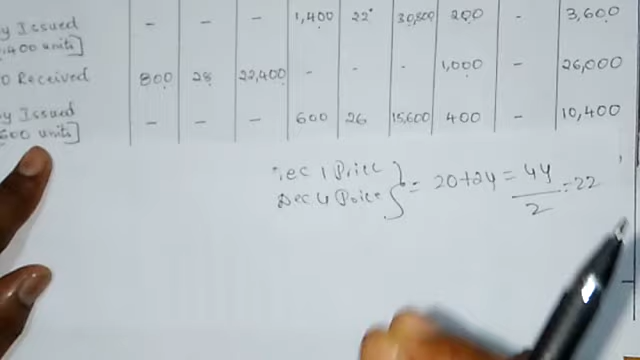 y Issued - - - 1,400 22 30,800 200 - 3,600
,400 units]
o Received 800 28 22,400 - - - 1,000 - 26,000
y Issued - - - 600 26 15,600 400 - 10,400
600 units]
Dec 1 Price
Dec 4 Price } = 20+24 = 44/2 = 22